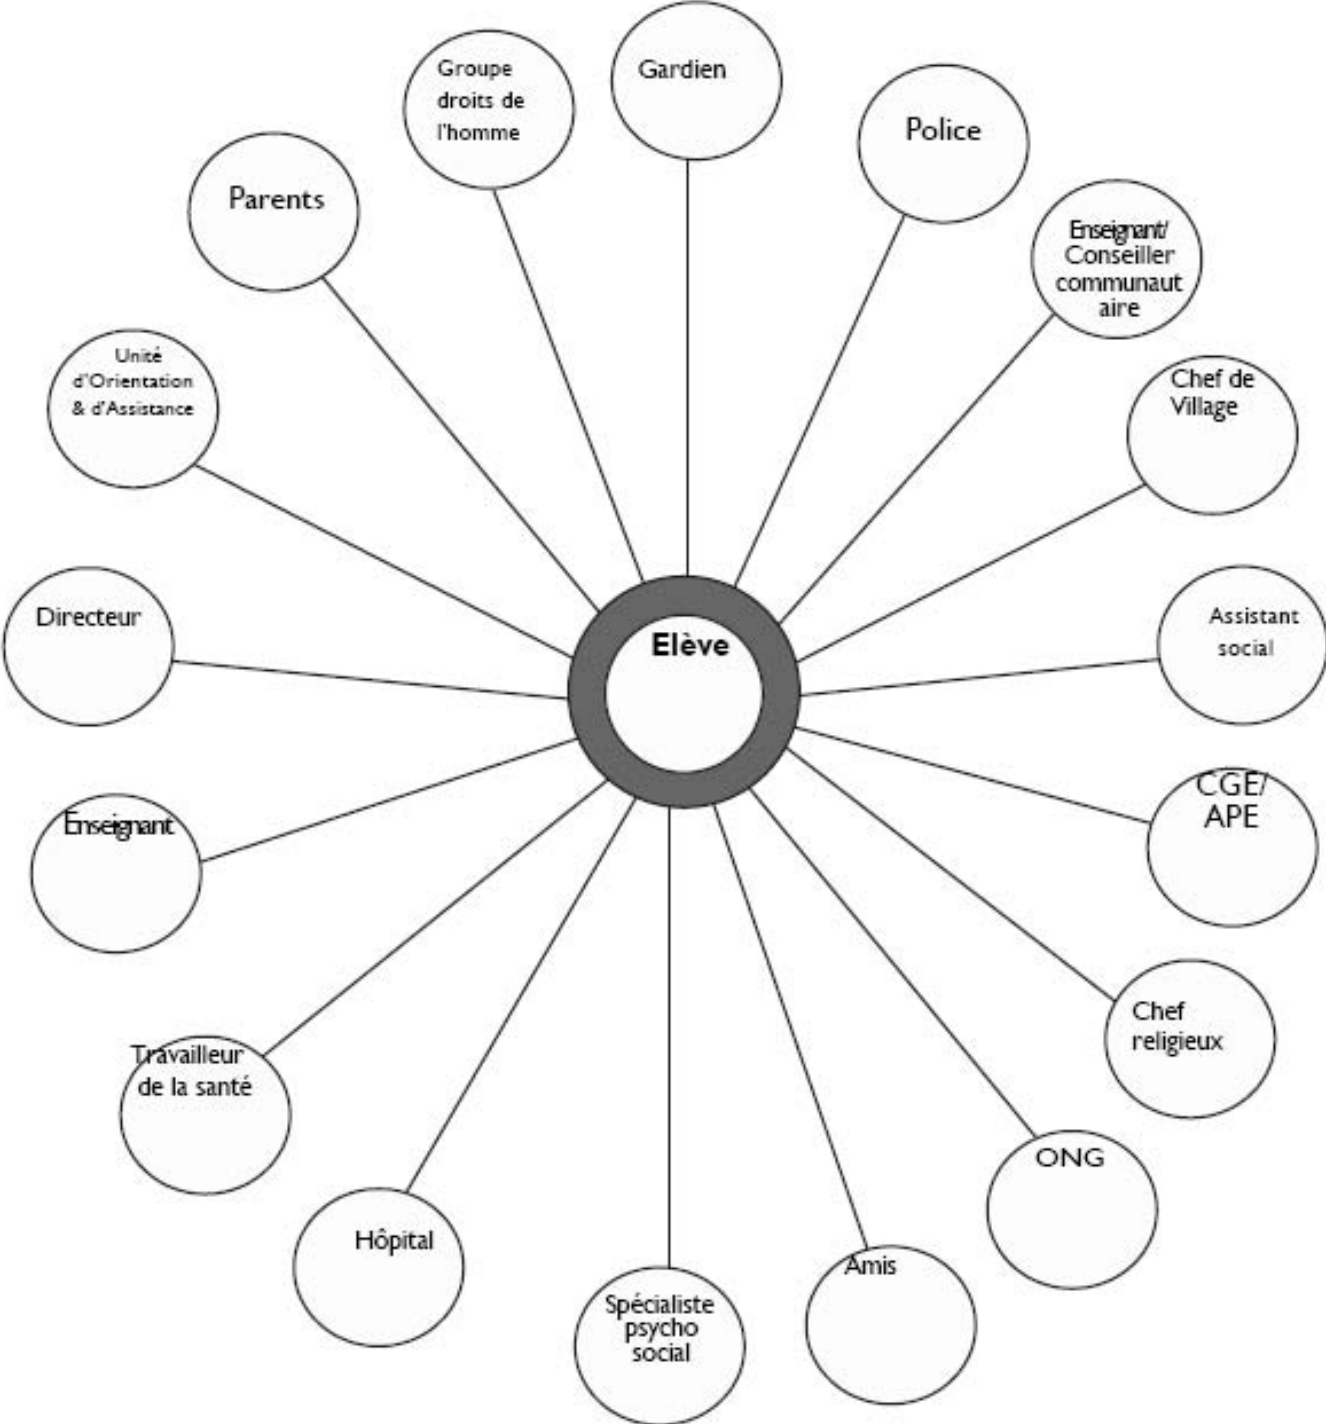 Groupe
droits de
l'homme
Gardien
Police
Parents
Enseignant/
Conseiller
communaut
aire
Unité
d'Orientation
& d'Assistance
Chef de
Village
Directeur
Elève
Assistant
social
Enseignant
CGE/
APE
Chef
religieux
Travailleur
de la santé
ONG
Hôpital
Amis
Spécialiste
psycho
social